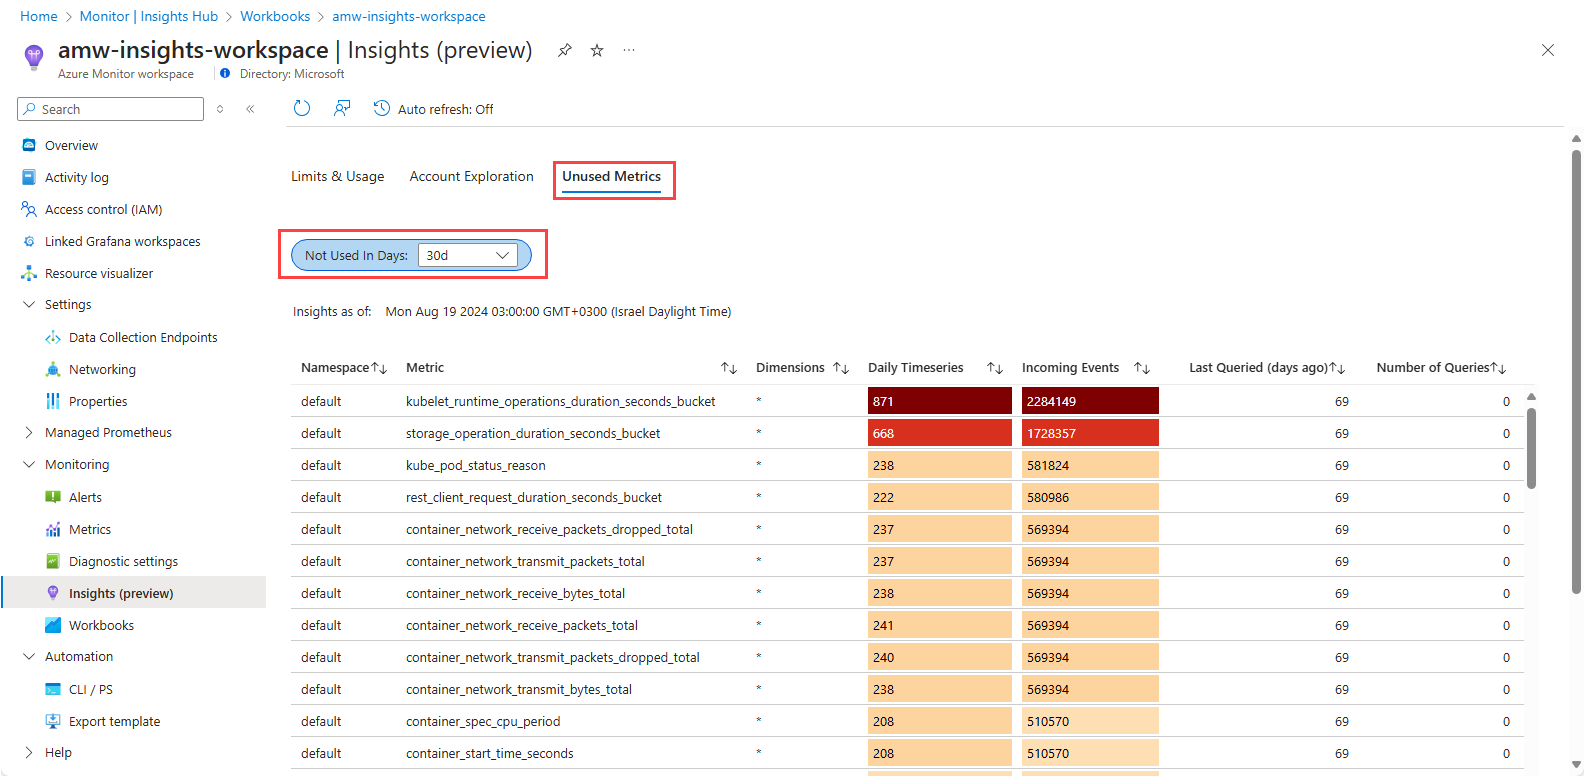 Home > Monitor | Insights Hub > Workbooks > amw-insights-workspace
amw-insights-workspace | Insights (preview)
Azure Monitor workspace
Directory: Microsoft
Search
Auto refresh: Off
Overview
Activity log
Access control (IAM)
Linked Grafana workspaces
Resource visualizer
Settings
Data Collection Endpoints
Networking
Properties
Managed Prometheus
Monitoring
Alerts
Metrics
Diagnostic settings
Insights (preview)
Workbooks
Automation
CLI / PS
Export template
Help
Limits & Usage Account Exploration Unused Metrics
Not Used In Days: 30d
Insights as of: Mon Aug 19 2024 03:00:00 GMT+0300 (Israel Daylight Time)
Namespace↑↓ Metric ↑↓ Dimensions ↑↓ Daily Timeseries ↑↓ Incoming Events ↑↓ Last Queried (days ago)↑↓ Number of Queries↑↓
default kubelet_runtime_operations_duration_seconds_bucket * 871 2284149 69 0
default storage_operation_duration_seconds_bucket * 668 1728357 69 0
default kube_pod_status_reason * 238 581824 69 0
default rest_client_request_duration_seconds_bucket * 222 580986 69 0
default container_network_receive_packets_dropped_total * 237 569394 69 0
default container_network_transmit_packets_total * 237 569394 69 0
default container_network_receive_bytes_total * 238 569394 69 0
default container_network_receive_packets_total * 241 569394 69 0
default container_network_transmit_packets_dropped_total * 240 569394 69 0
default container_network_transmit_bytes_total * 238 569394 69 0
default container_spec_cpu_period * 208 510570 69 0
default container_start_time_seconds * 208 510570 69 0